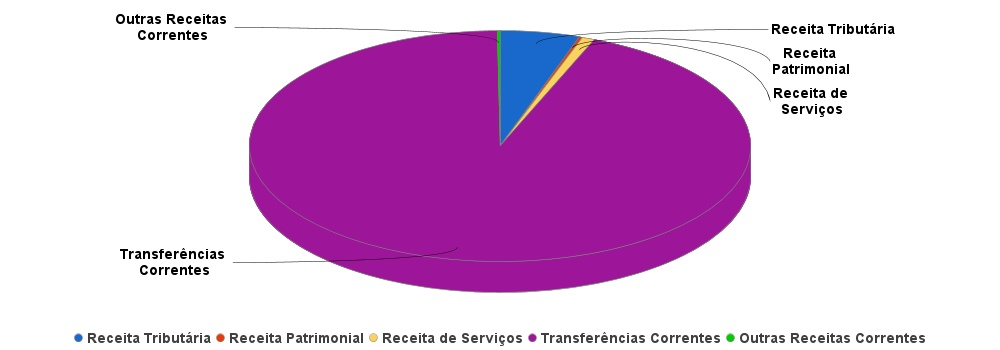 Outras Receitas
Correntes
Receita Tributária
Receita
Patrimonial
Receita de
Serviços
Transferências
Correntes
Receita Tributária Receita Patrimonial Receita de Serviços Transferências Correntes Outras Receitas Correntes